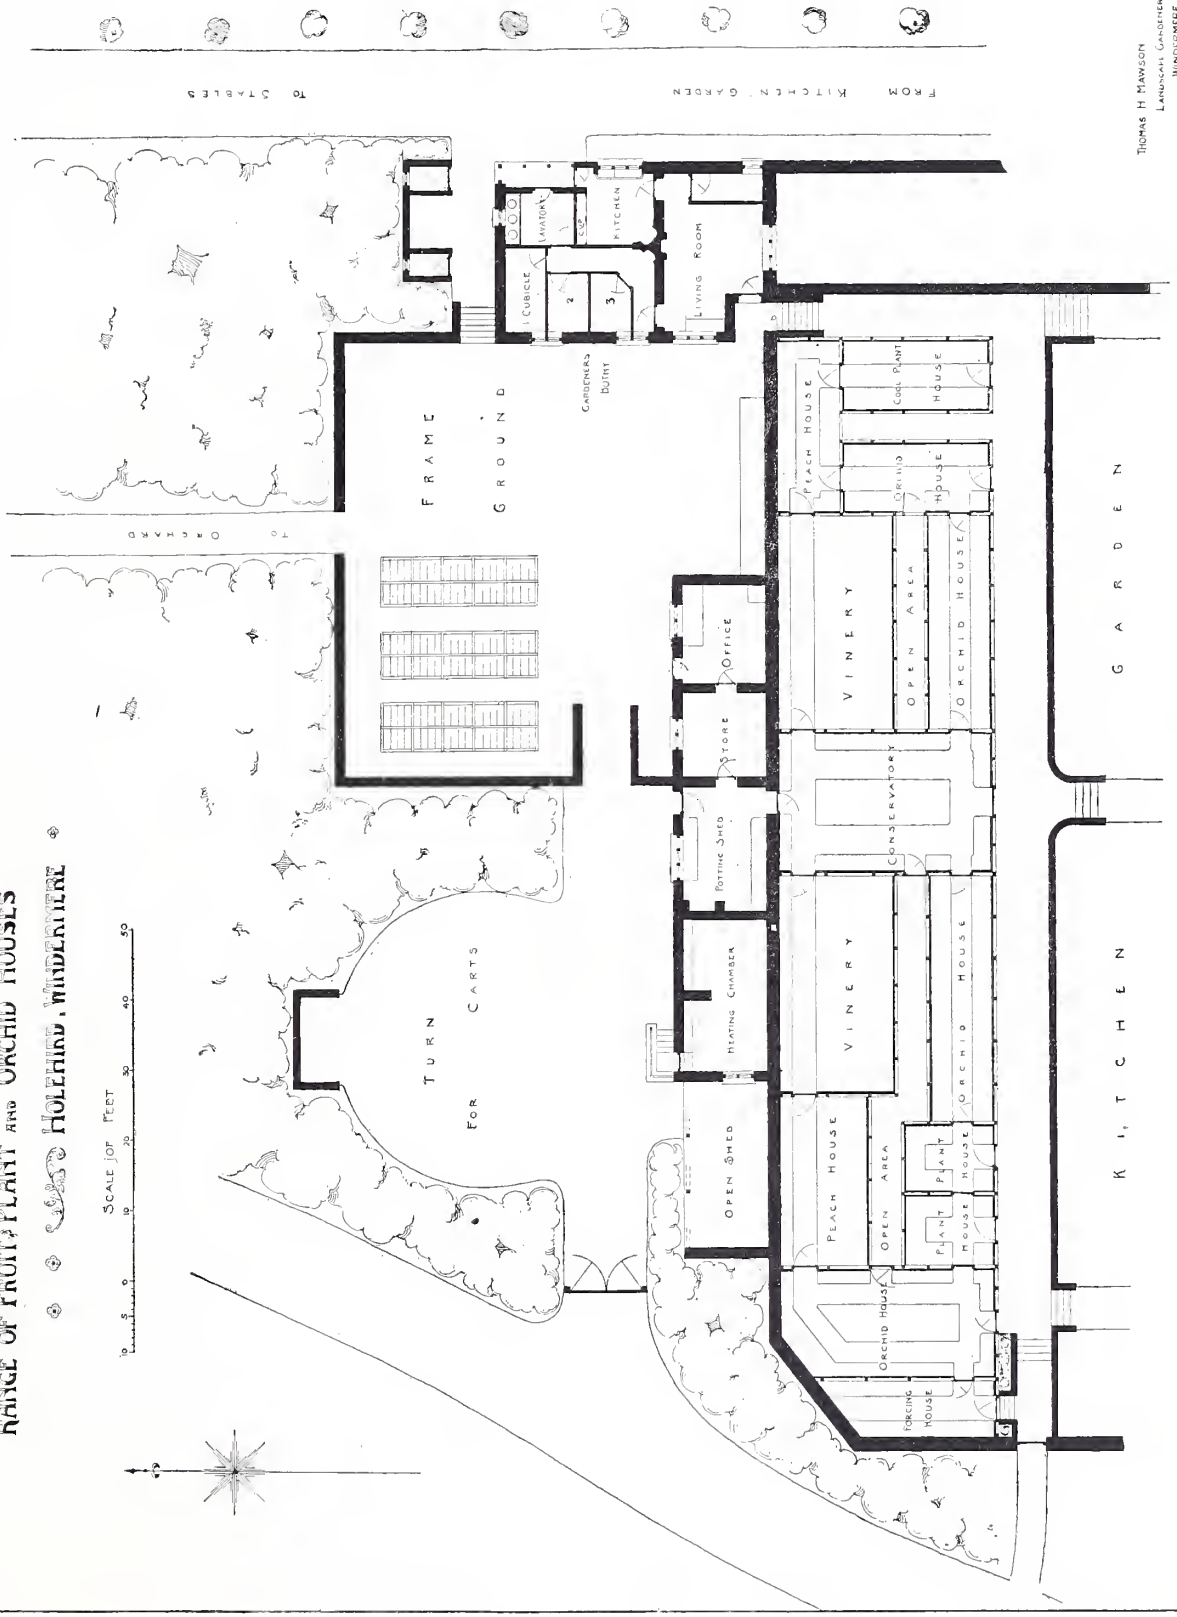 RANGE OF FRUIT, PLANT AND ORCHID HOUSES
HOLEHIRD. WINDERMERE
SCALE OF FEET
10 5 0 10 20 30 40 50
TO STABLES
FROM KITCHEN GARDEN
TO ORCHARD
FRAME
GROUND
GARDENERS
BOTHY
CUBICLE
2
3
LAVATORY
CUP
KITCHEN
LIVING ROOM
TURN
FOR CARTS
OPEN SHED
HEATING CHAMBER
POTTING SHED
STORE
OFFICE
FORCING
HOUSE
ORCHID HOUSE
PEACH HOUSE
OPEN AREA
PLANT
HOUSE
PLANT
HOUSE
VINERY
ORCHID HOUSE
CONSERVATORY
VINERY
OPEN AREA
ORCHID HOUSE
PEACH HOUSE
ORCHID
HOUSE
COOL PLANT
HOUSE
KITCHEN GARDEN
THOMAS H MAWSON
LANDSCAPE GARDENER
WINDERMERE